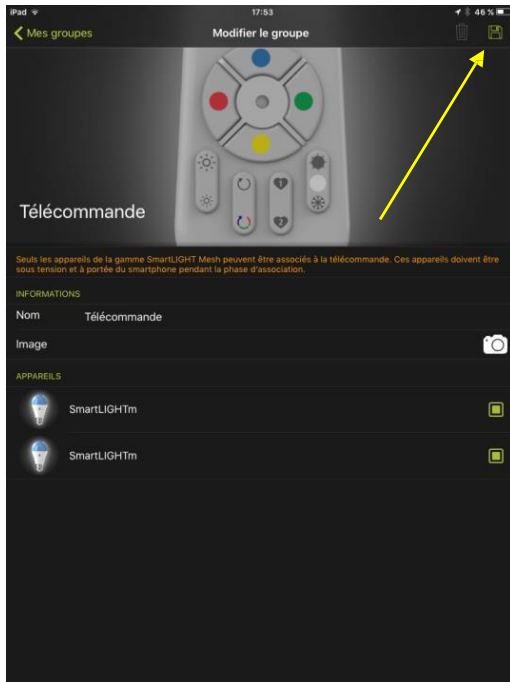 iPad 17:53 46 %
Mes groupes Modifier le groupe
1
2
Télécommande
Seuls les appareils de la gamme SmartLIGHT Mesh peuvent être associés à la télécommande. Ces appareils doivent être
sous tension et à portée du smartphone pendant la phase d'association.
INFORMATIONS
Nom Télécommande
Image
APPAREILS
SmartLIGHTm
SmartLIGHTm